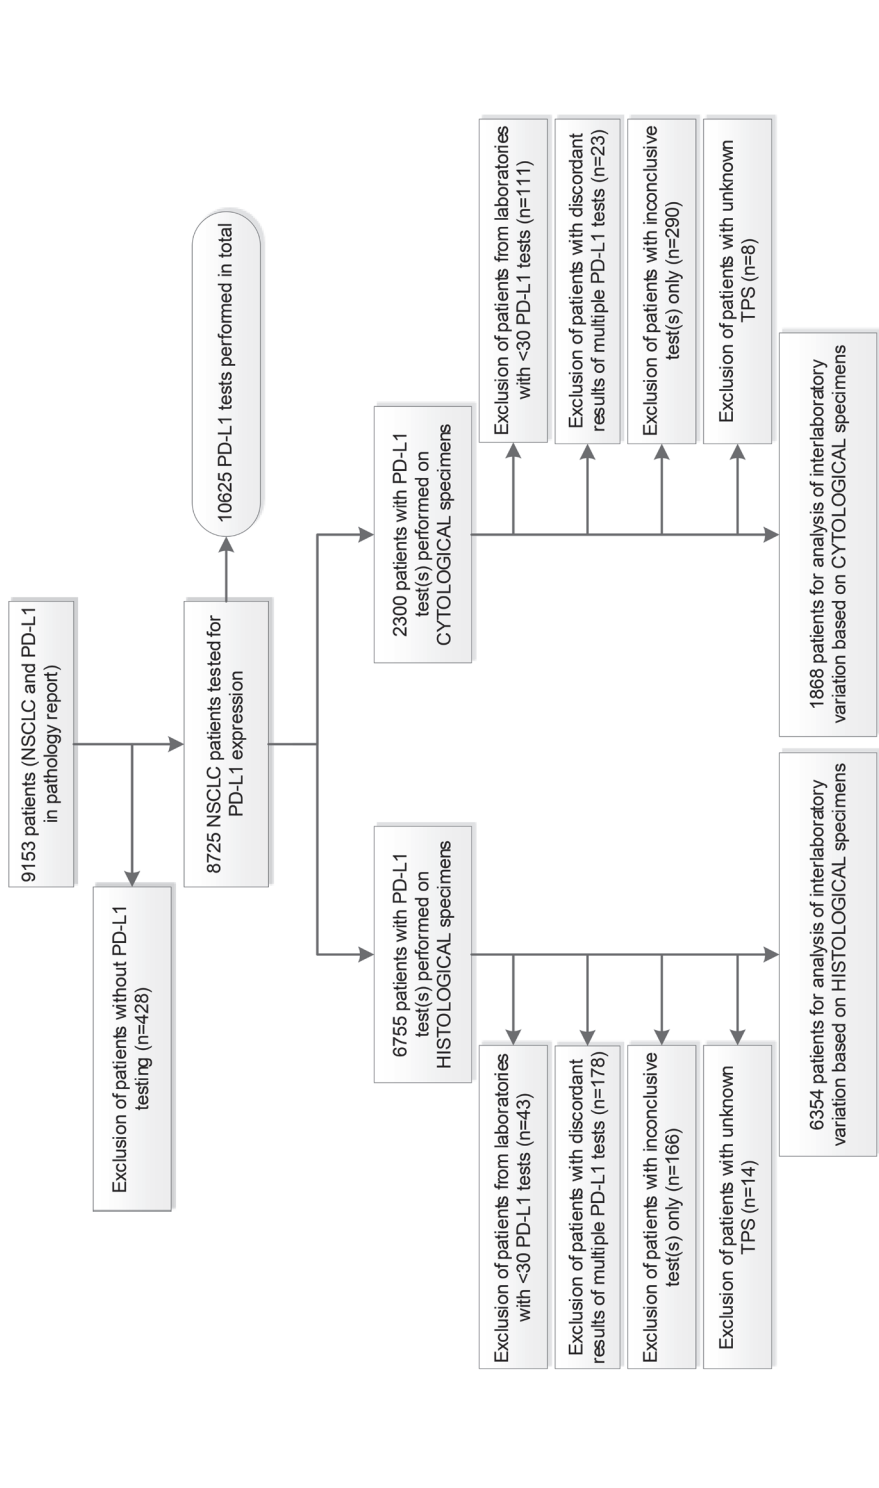 9153 patients (NSCLC and PD-L1
in pathology report)
Exclusion of patients without PD-L1
testing (n=428)
8725 NSCLC patients tested for
PD-L1 expression
10625 PD-L1 tests performed in total
6755 patients with PD-L1
test(s) performed on
HISTOLOGICAL specimens
2300 patients with PD-L1
test(s) performed on
CYTOLOGICAL specimens
Exclusion of patients from laboratories
with <30 PD-L1 tests (n=43)
Exclusion of patients with discordant
results of multiple PD-L1 tests (n=178)
Exclusion of patients with inconclusive
test(s) only (n=166)
Exclusion of patients with unknown
TPS (n=14)
Exclusion of patients from laboratories
with <30 PD-L1 tests (n=111)
Exclusion of patients with discordant
results of multiple PD-L1 tests (n=23)
Exclusion of patients with inconclusive
test(s) only (n=290)
Exclusion of patients with unknown
TPS (n=8)
6354 patients for analysis of interlaboratory
variation based on HISTOLOGICAL specimens
1868 patients for analysis of interlaboratory
variation based on CYTOLOGICAL specimens